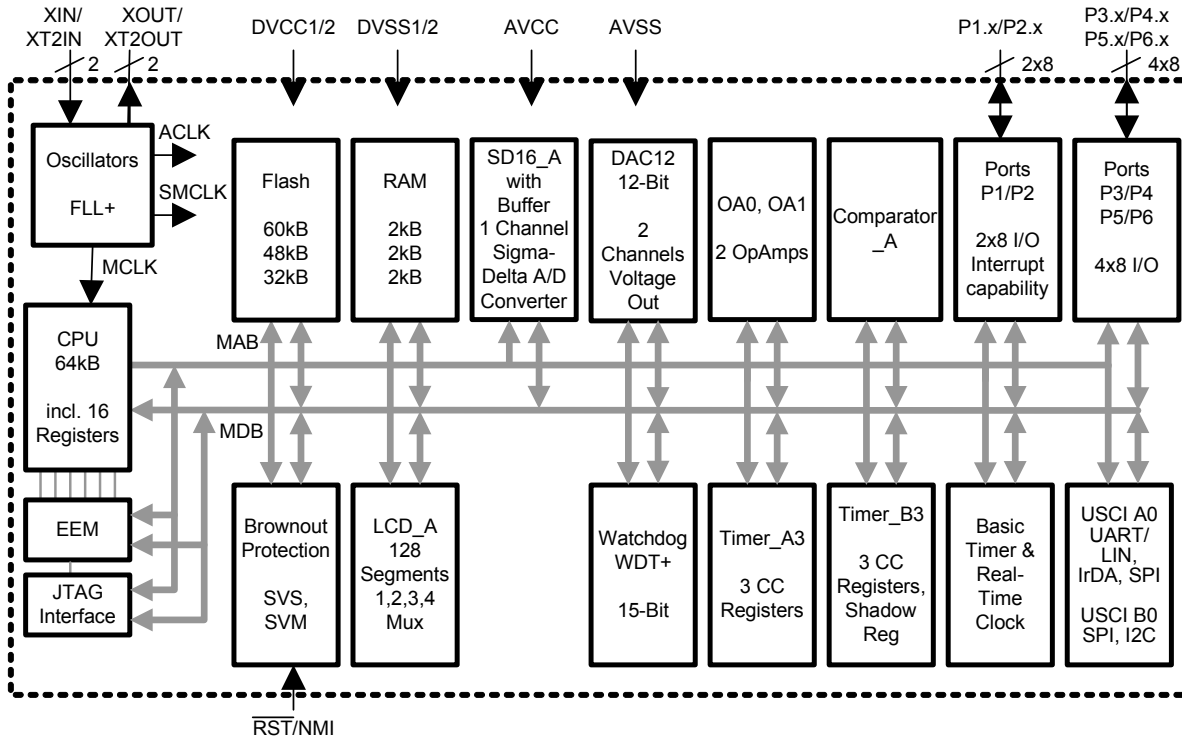 XIN/
XT2IN
XOUT/
XT2OUT
DVCC1/2
DVSS1/2
AVCC
AVSS
P1.x/P2.x
P3.x/P4.x
P5.x/P6.x
2
2
2x8
4x8
Oscillators
FLL+
ACLK
SMCLK
MCLK
Flash
60kB
48kB
32kB
RAM
2kB
2kB
2kB
SD16_A
with
Buffer
1 Channel
Sigma-
Delta A/D
Converter
DAC12
12-Bit
2
Channels
Voltage
Out
OA0, OA1
2 OpAmps
Comparator
_A
Ports
P1/P2
2x8 I/O
Interrupt
capability
Ports
P3/P4
P5/P6
4x8 I/O
CPU
64kB
incl. 16
Registers
MAB
MDB
EEM
JTAG
Interface
Brownout
Protection
SVS,
SVM
LCD_A
128
Segments
1,2,3,4
Mux
Watchdog
WDT+
15-Bit
Timer_A3
3 CC
Registers
Timer_B3
3 CC
Registers,
Shadow
Reg
Basic
Timer &
Real-
Time
Clock
USCI A0
UART/
LIN,
IrDA, SPI
USCI B0
SPI, I2C
RST/NMI